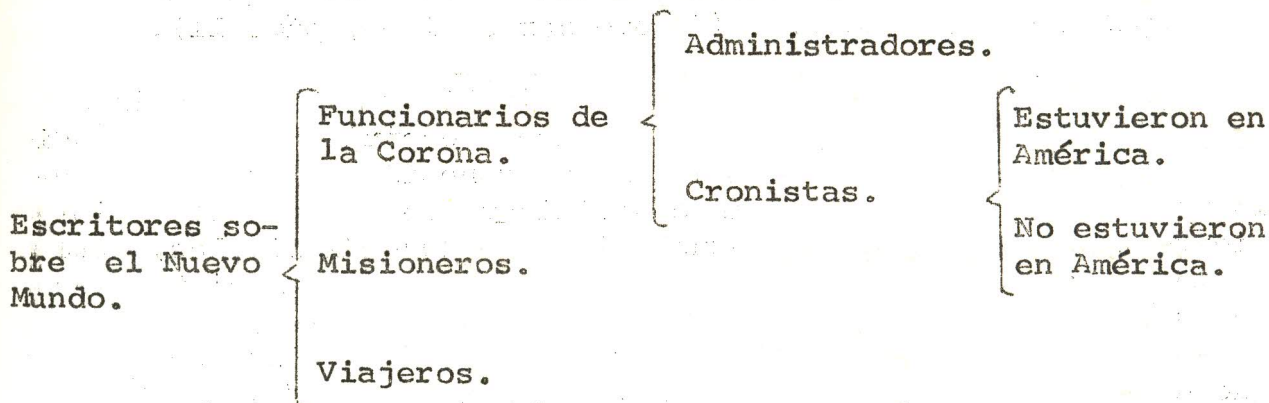 Escritores so-
bre el Nuevo
Mundo.
Funcionarios de
la Corona.
Administradores.
Cronistas.
Estuvieron en
América.
No estuvieron
en América.
Misioneros.
Viajeros.